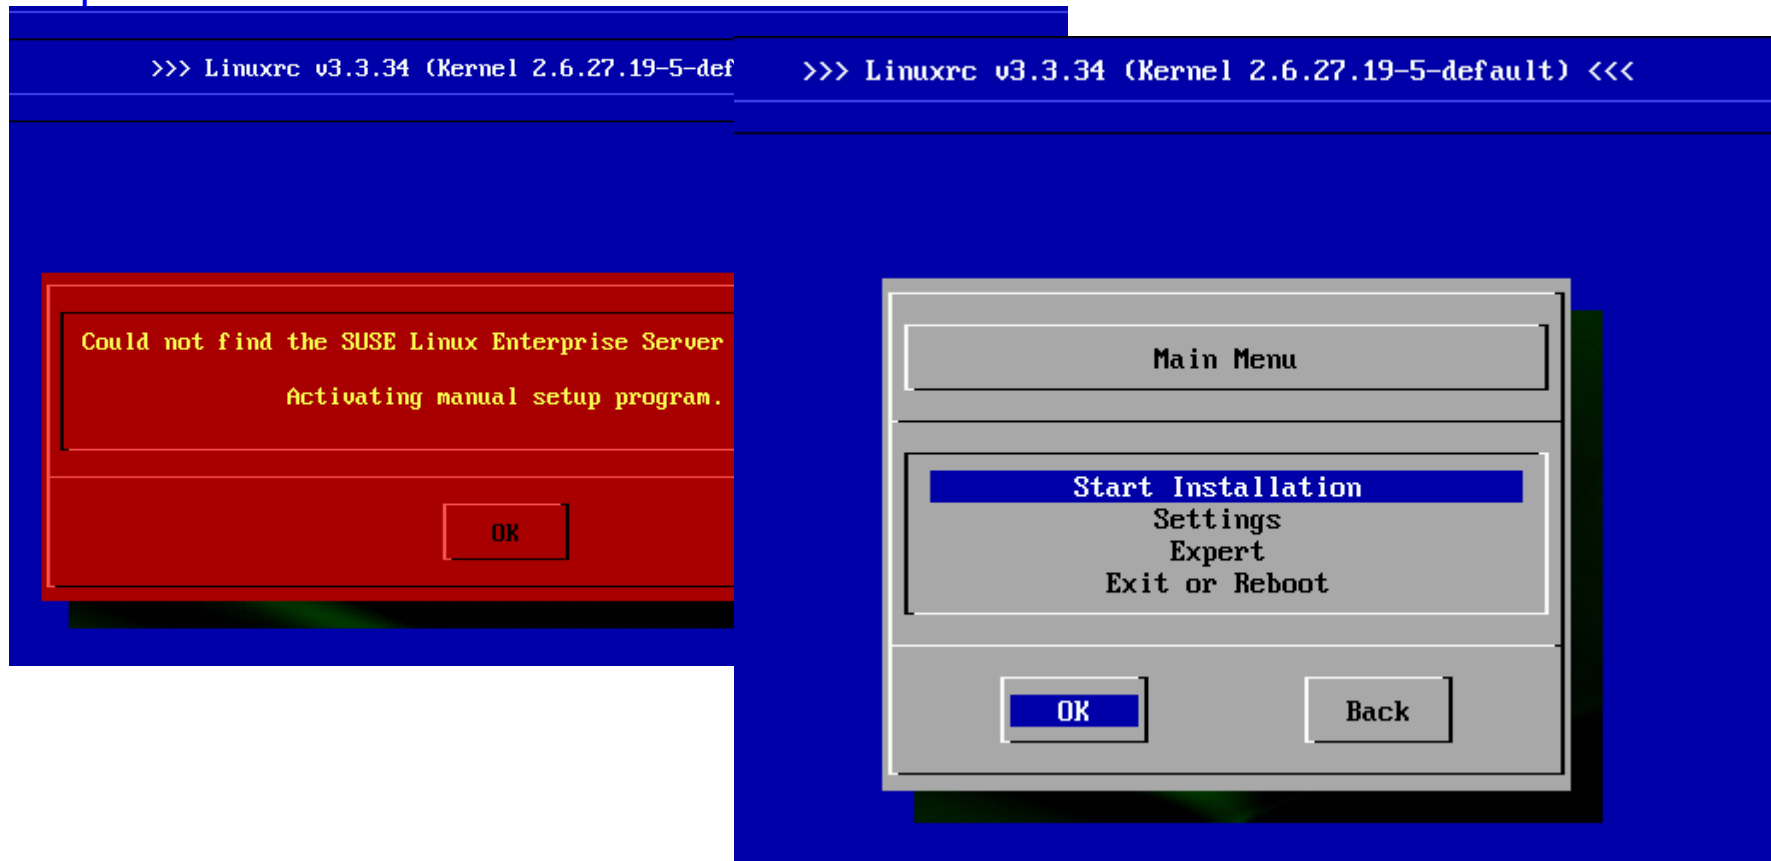 >>> Linuxrc v3.3.34 (Kernel 2.6.27.19-5-def
Could not find the SUSE Linux Enterprise Server
Activating manual setup program.
OK
>>> Linuxrc v3.3.34 (Kernel 2.6.27.19-5-default) <<<
Main Menu
Start Installation
Settings
Expert
Exit or Reboot
OK Back